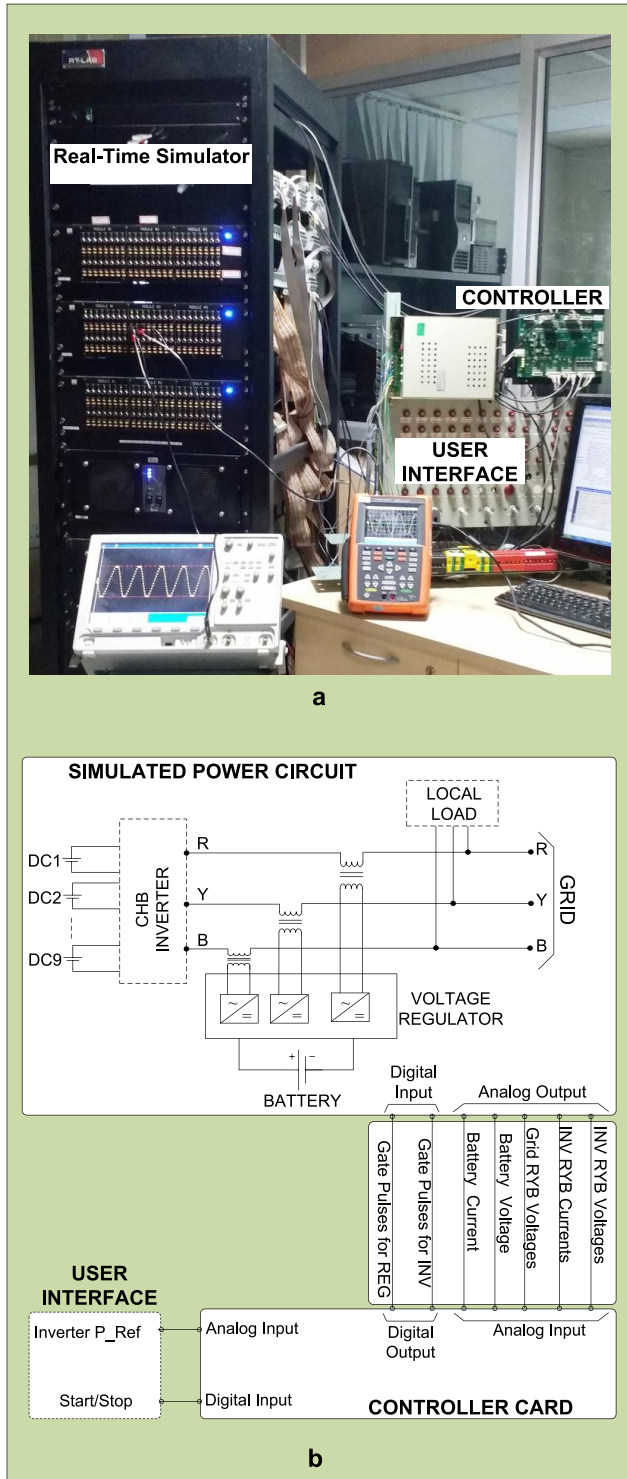 RT-LAB
Real-Time Simulator
CONTROLLER
USER
INTERFACE
a
SIMULATED POWER CIRCUIT
LOCAL
LOAD
DC1
DC2
DC9
CHB
INVERTER
R
Y
B
R
Y
B
GRID
VOLTAGE
REGULATOR
+
−
BATTERY
Digital
Input
Analog Output
Gate Pulses for REG
Gate Pulses for INV
Battery Current
Battery Voltage
Grid RYB Voltages
INV RYB Currents
INV RYB Voltages
USER
INTERFACE
Inverter P_Ref
Start/Stop
Analog Input
Digital Input
Digital
Output
Analog Input
CONTROLLER CARD
b